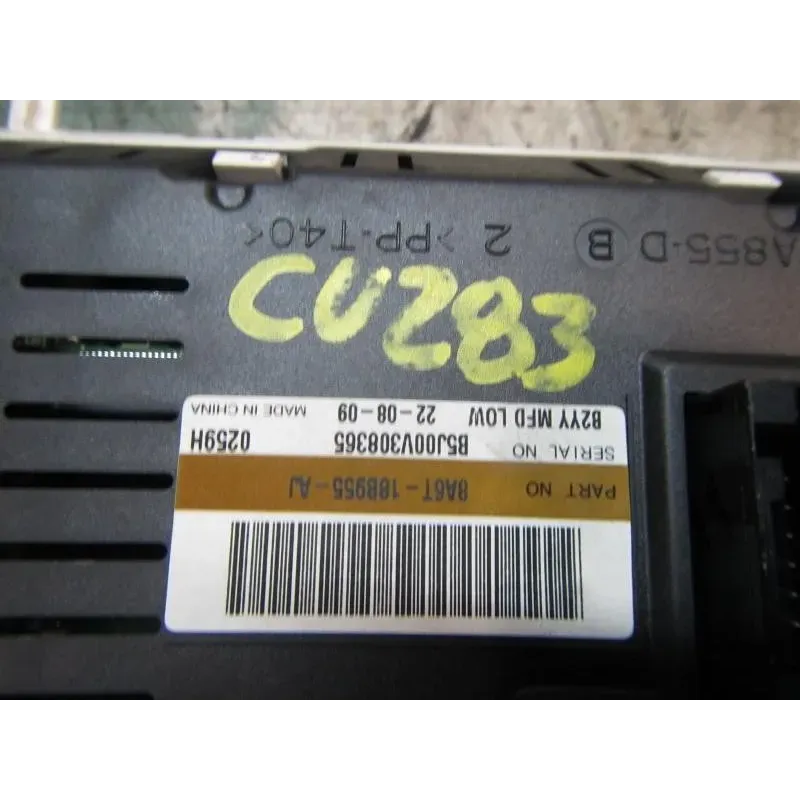 CU283
PART NO 8A6T-18B955-AJ
SERIAL NO B5J00V308365 0259H
B2YY MFD LOW 22-08-09 MADE IN CHINA
A855-D B 2 >PP-T40<